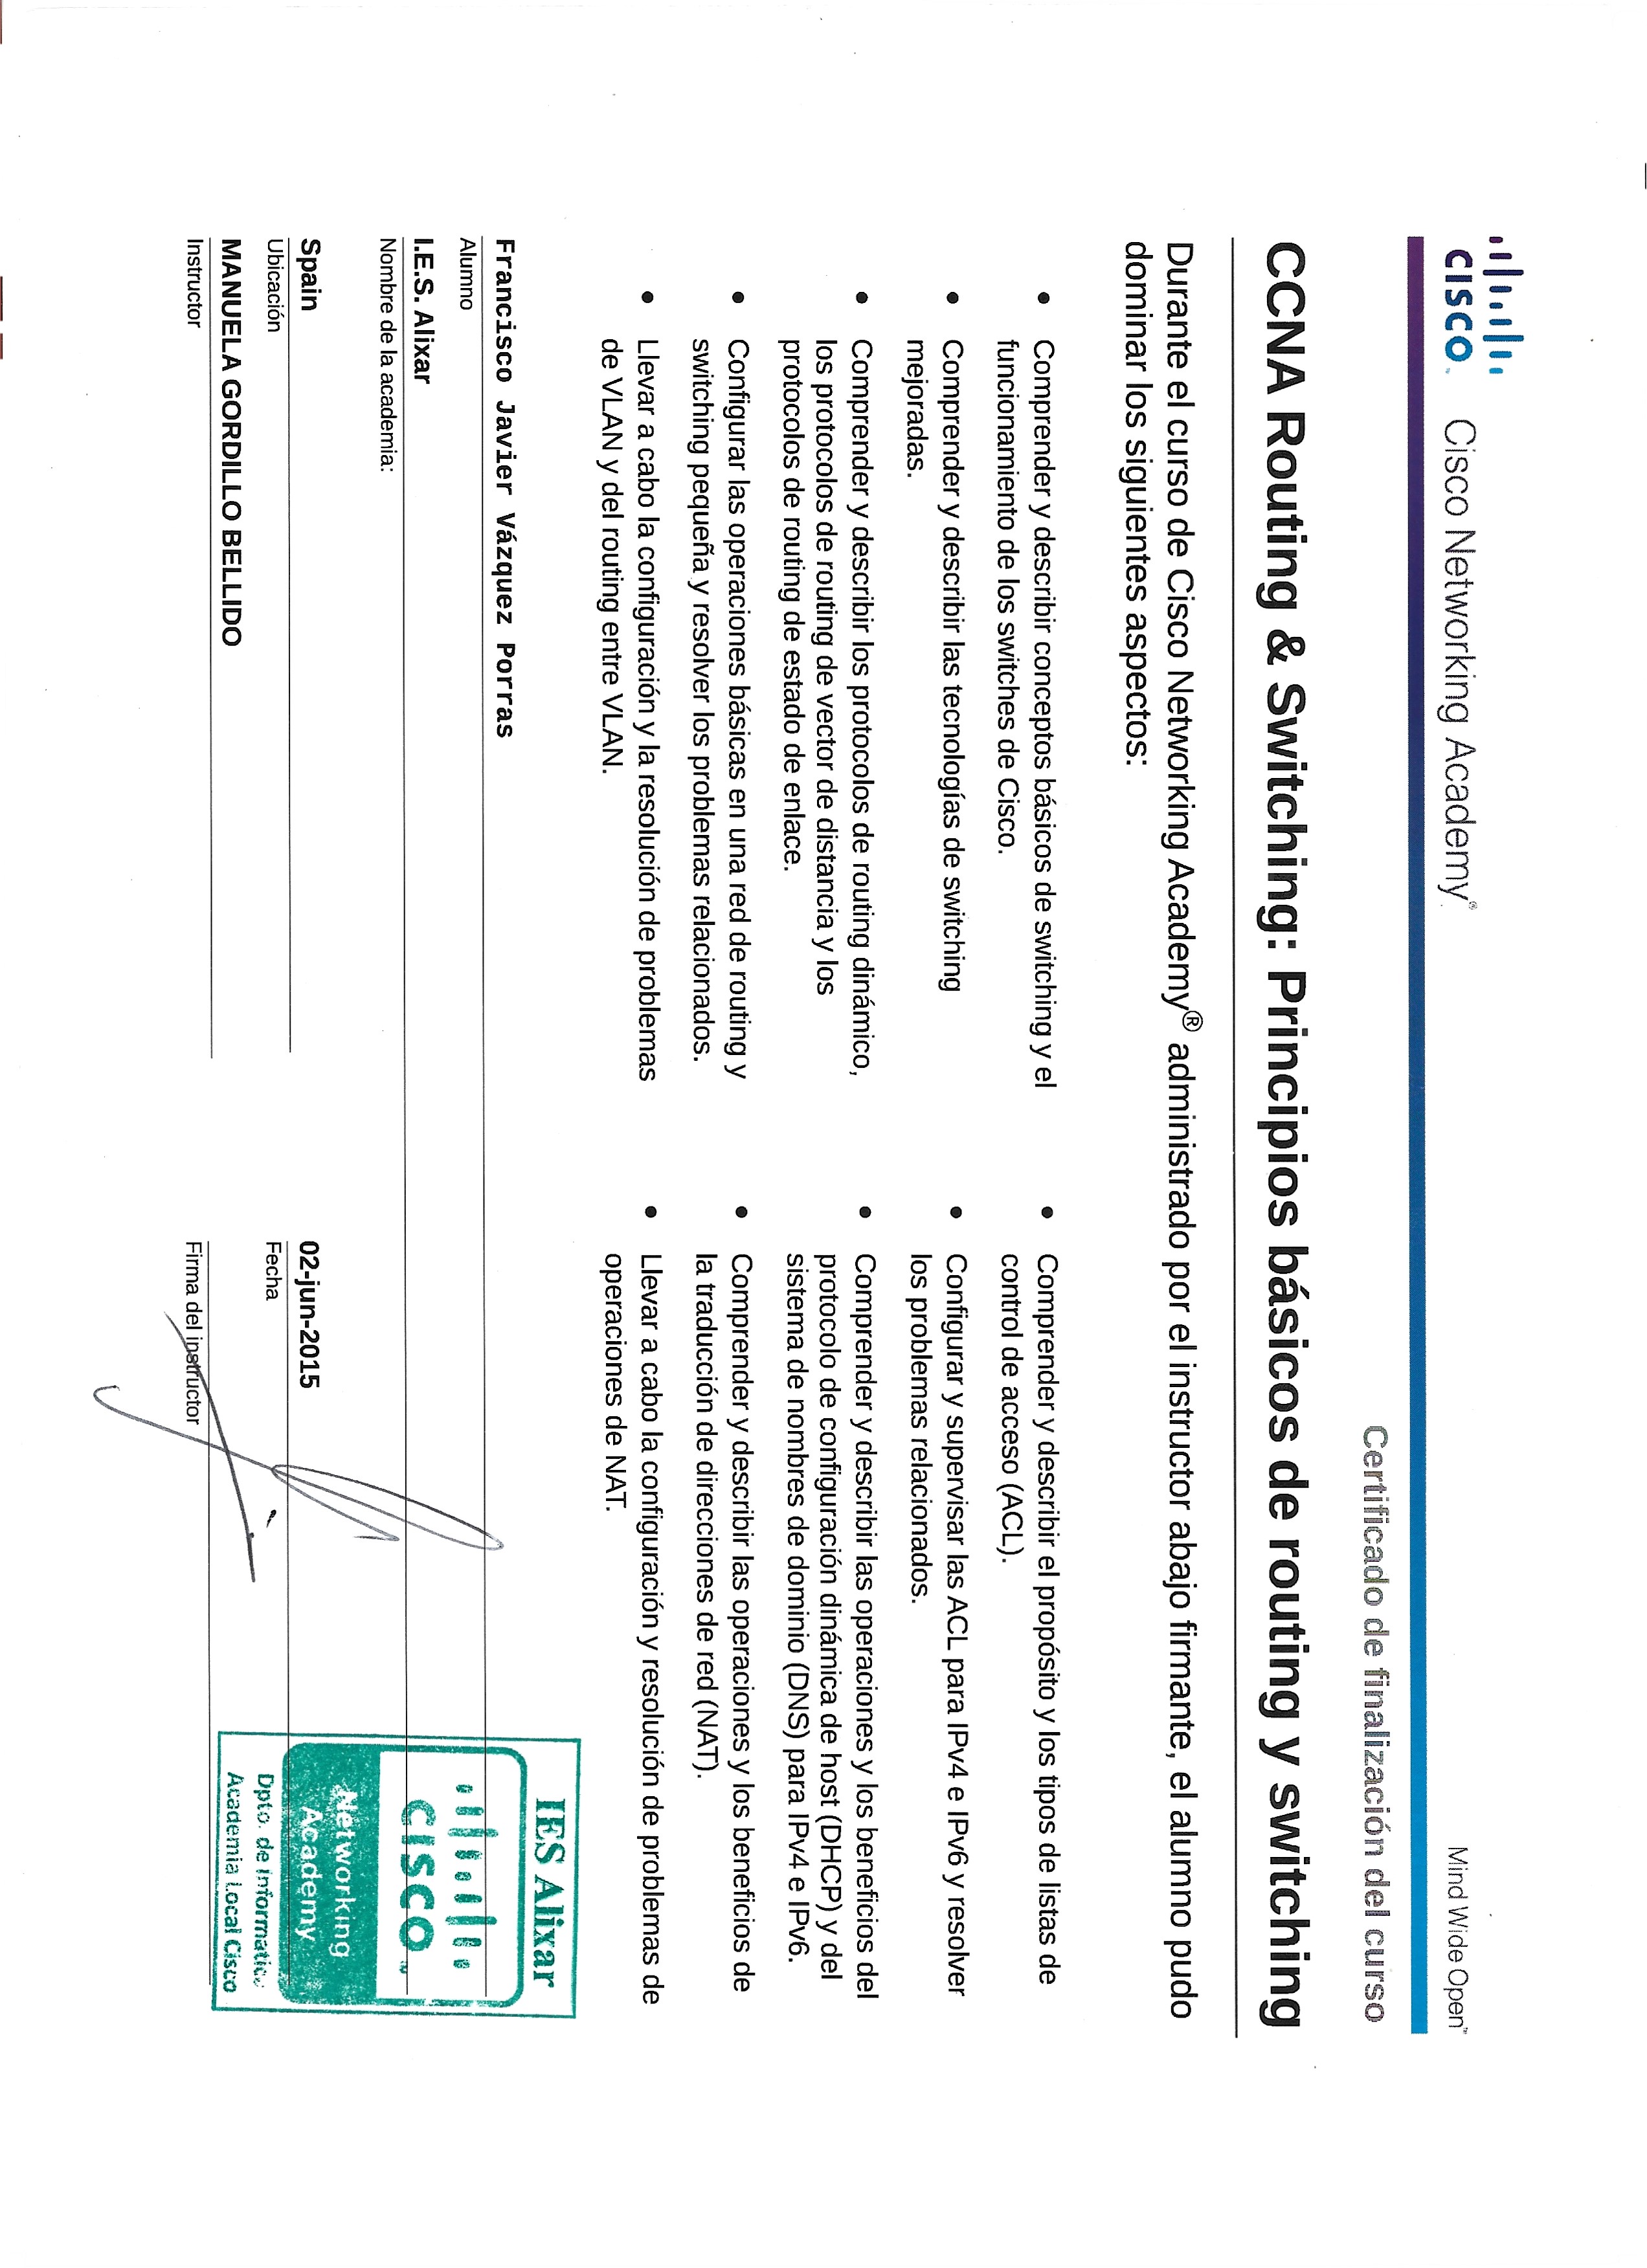 CISCO™ Cisco Networking Academy® Mind Wide Open™
Certificado de finalización del curso
CCNA Routing & Switching: Principios básicos de routing y switching
Durante el curso de Cisco Networking Academy® administrado por el instructor abajo firmante, el alumno pudo
dominar los siguientes aspectos:
• Comprender y describir conceptos básicos de switching y el
funcionamiento de los switches de Cisco.
• Comprender y describir las tecnologías de switching
mejoradas.
• Comprender y describir los protocolos de routing dinámico,
los protocolos de routing de vector de distancia y los
protocolos de routing de estado de enlace.
• Configurar las operaciones básicas en una red de routing y
switching pequeña y resolver los problemas relacionados.
• Llevar a cabo la configuración y la resolución de problemas
de VLAN y del routing entre VLAN.
• Comprender y describir el propósito y los tipos de listas de
control de acceso (ACL).
• Configurar y supervisar las ACL para IPv4 e IPv6 y resolver
los problemas relacionados.
• Comprender y describir las operaciones y los beneficios del
protocolo de configuración dinámica de host (DHCP) y del
sistema de nombres de dominio (DNS) para IPv4 e IPv6.
• Comprender y describir las operaciones y los beneficios de
la traducción de direcciones de red (NAT).
• Llevar a cabo la configuración y resolución de problemas de
operaciones de NAT.
Francisco Javier Vázquez Porras
Alumno
I.E.S. Alixar
Nombre de la academia:
Spain
Ubicación
MANUELA GORDILLO BELLIDO
Instructor
02-jun-2015
Fecha
Firma del instructor
IES Alixar
CISCO™
Networking
Academy
Dpto. de Informatica
Academia Local Cisco